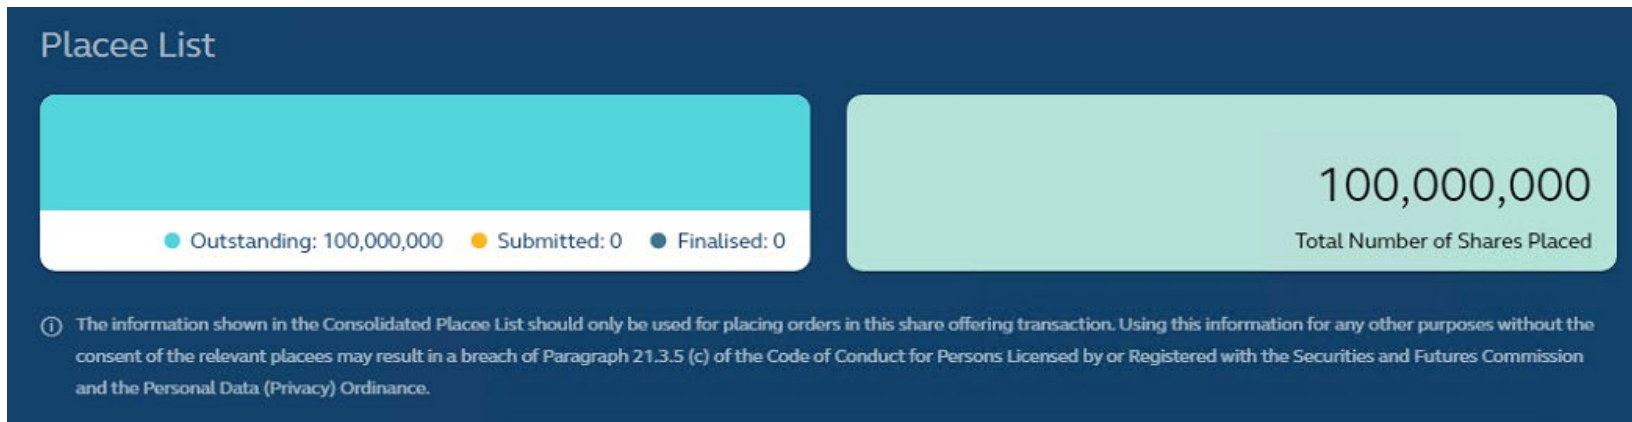 Placee List
Outstanding: 100,000,000 Submitted: 0 Finalised: 0
100,000,000
Total Number of Shares Placed
The information shown in the Consolidated Placee List should only be used for placing orders in this share offering transaction. Using this information for any other purposes without the
consent of the relevant placees may result in a breach of Paragraph 21.3.5 (c) of the Code of Conduct for Persons Licensed by or Registered with the Securities and Futures Commission
and the Personal Data (Privacy) Ordinance.